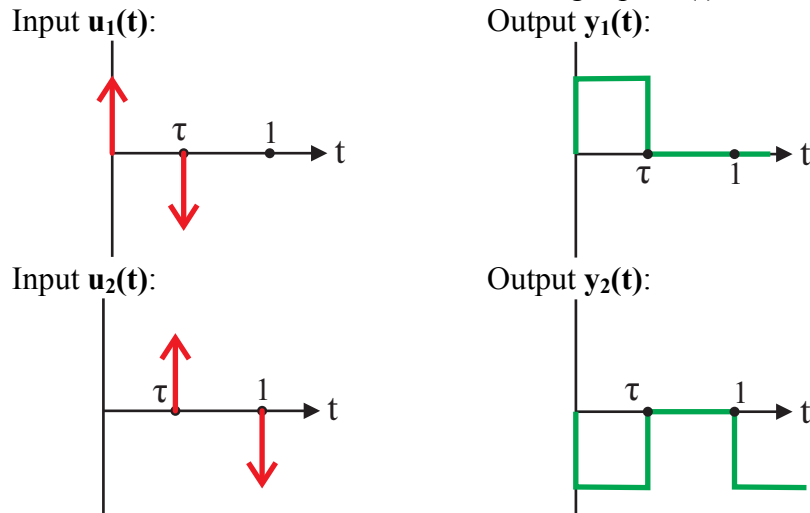 Input u₁(t):
Output y₁(t):
τ
1
t
τ
1
t
Input u₂(t):
Output y₂(t):
τ
1
t
τ
1
t